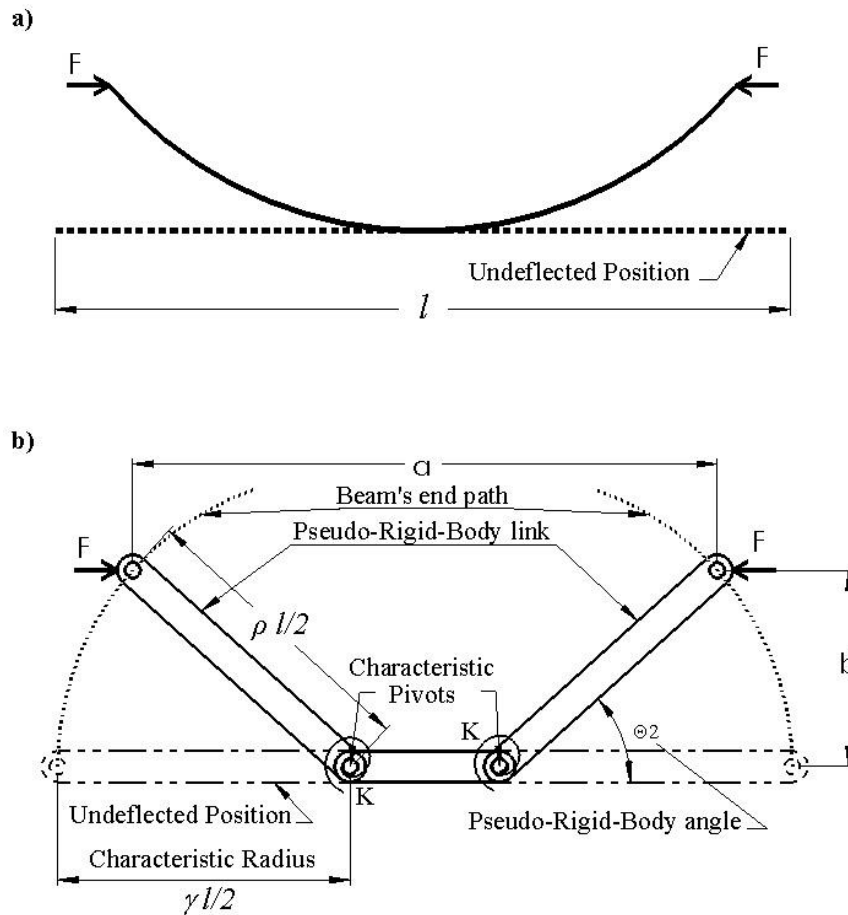 a)
F
F
Undeflected Position
l
b)
a
Beam's end path
Pseudo-Rigid-Body link
F
F
ρ l/2
b
Characteristic
Pivots
K
Θ2
K
Undeflected Position
Pseudo-Rigid-Body angle
Characteristic Radius
γ l/2